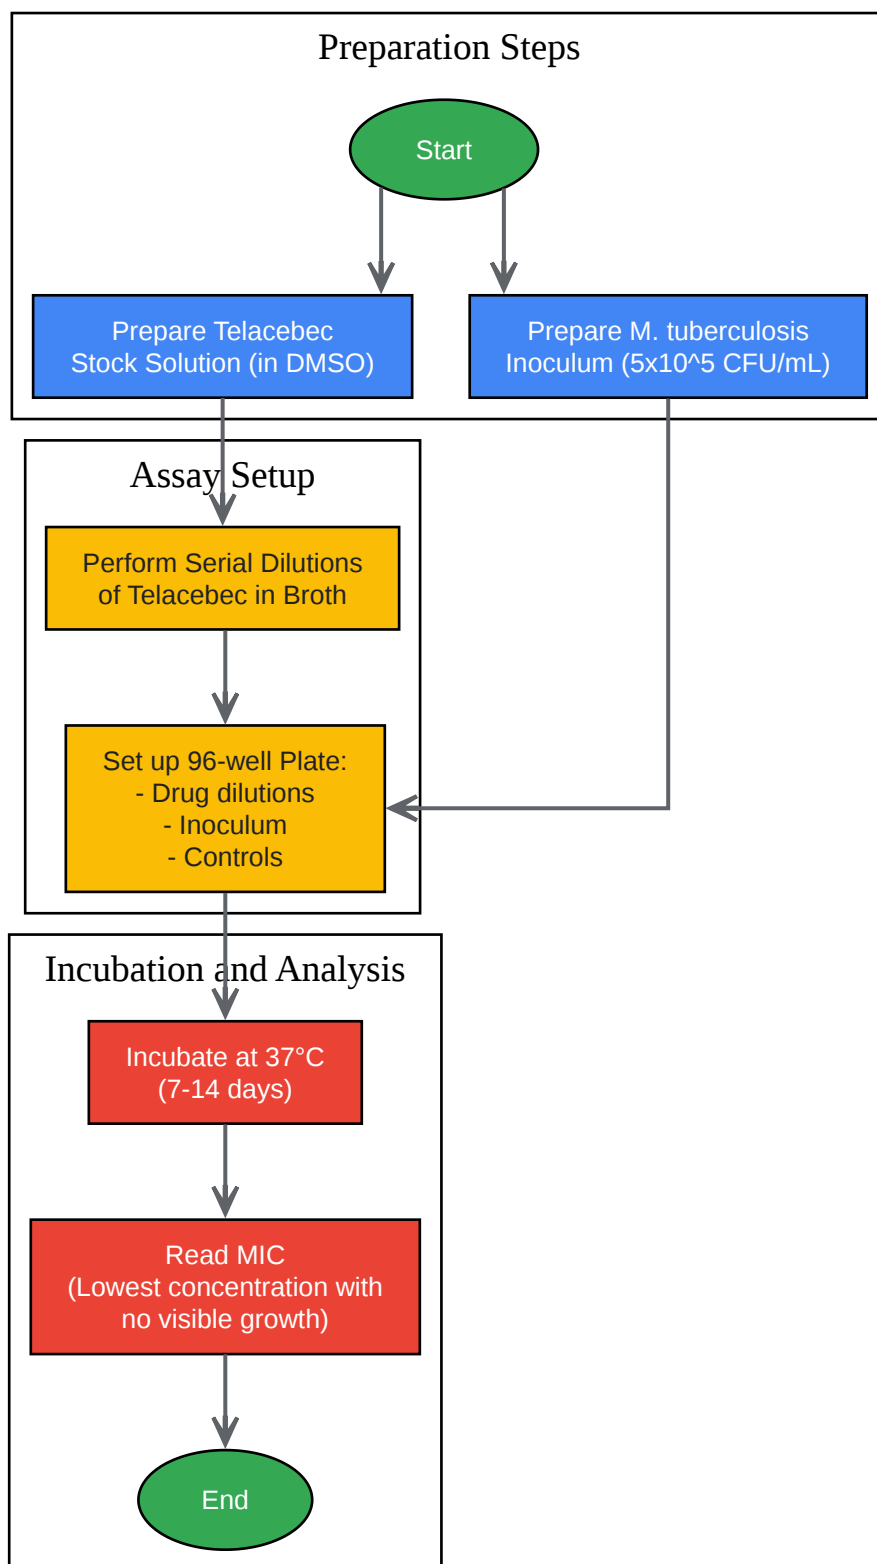 Preparation Steps
Start
Prepare Telacebec
Stock Solution (in DMSO)
Prepare M. tuberculosis
Inoculum (5x10^5 CFU/mL)
Assay Setup
Perform Serial Dilutions
of Telacebec in Broth
Set up 96-well Plate:
- Drug dilutions
- Inoculum
- Controls
Incubation and Analysis
Incubate at 37°C
(7-14 days)
Read MIC
(Lowest concentration with
no visible growth)
End